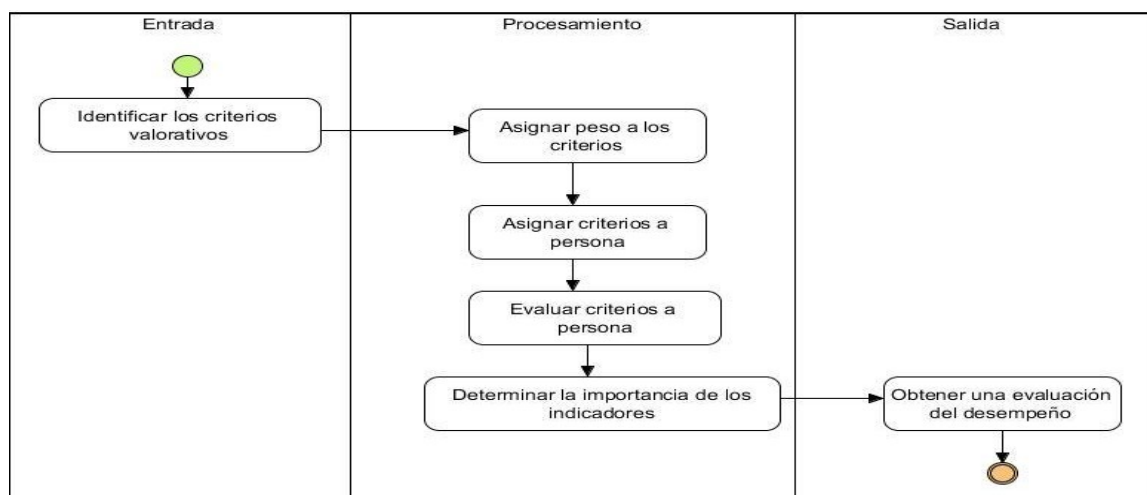 Entrada
Procesamiento
Salida
Identificar los criterios
valorativos
Asignar peso a los
criterios
Asignar criterios a
persona
Evaluar criterios a
persona
Determinar la importancia de los
indicadores
Obtener una evaluación
del desempeño